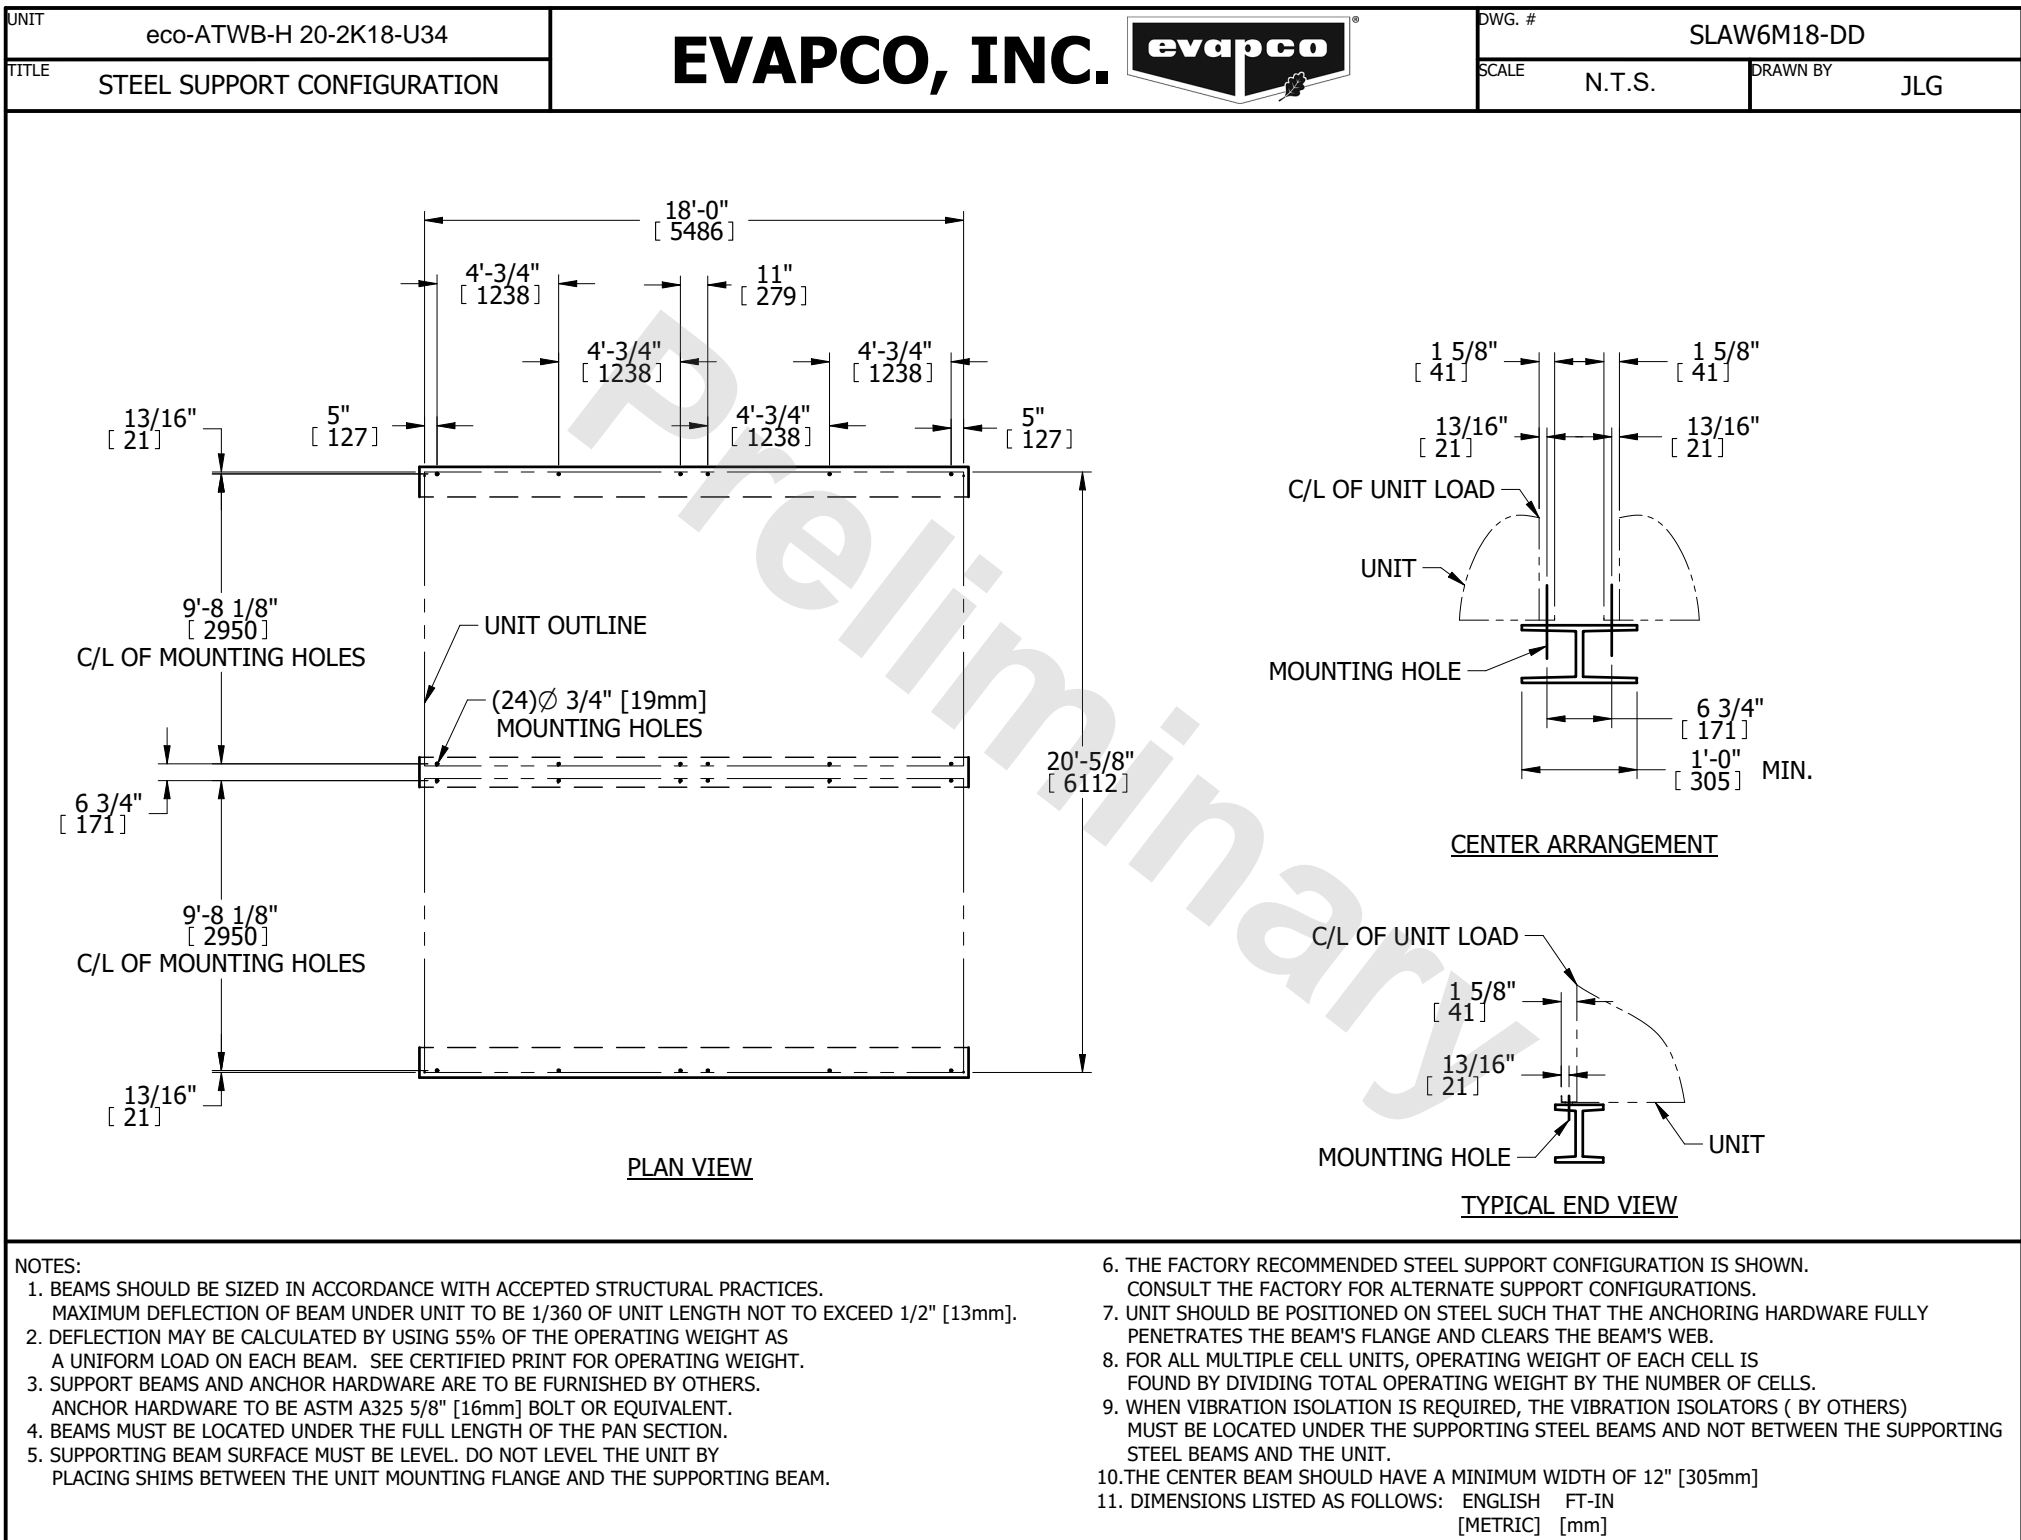 UNIT
eco-ATWB-H 20-2K18-U34
TITLE
STEEL SUPPORT CONFIGURATION
EVAPCO, INC.
evapco
®
DWG. #
SLAW6M18-DD
SCALE
N.T.S.
DRAWN BY
JLG
18'-0"
[ 5486 ]
4'-3/4"
[ 1238 ]
11"
[ 279 ]
4'-3/4"
[ 1238 ]
4'-3/4"
[ 1238 ]
13/16"
[ 21 ]
5"
[ 127 ]
4'-3/4"
[ 1238 ]
5"
[ 127 ]
9'-8 1/8"
[ 2950 ]
C/L OF MOUNTING HOLES
UNIT OUTLINE
(24)∅ 3/4" [19mm]
MOUNTING HOLES
6 3/4"
[ 171 ]
20'-5/8"
[ 6112 ]
9'-8 1/8"
[ 2950 ]
C/L OF MOUNTING HOLES
13/16"
[ 21 ]
PLAN VIEW
Preliminary
1 5/8"
[ 41 ]
1 5/8"
[ 41 ]
13/16"
[ 21 ]
13/16"
[ 21 ]
C/L OF UNIT LOAD
UNIT
MOUNTING HOLE
6 3/4"
[ 171 ]
1'-0"
[ 305 ] MIN.
CENTER ARRANGEMENT
C/L OF UNIT LOAD
1 5/8"
[ 41 ]
13/16"
[ 21 ]
MOUNTING HOLE
UNIT
TYPICAL END VIEW
NOTES:
1. BEAMS SHOULD BE SIZED IN ACCORDANCE WITH ACCEPTED STRUCTURAL PRACTICES.
MAXIMUM DEFLECTION OF BEAM UNDER UNIT TO BE 1/360 OF UNIT LENGTH NOT TO EXCEED 1/2" [13mm].
2. DEFLECTION MAY BE CALCULATED BY USING 55% OF THE OPERATING WEIGHT AS
A UNIFORM LOAD ON EACH BEAM. SEE CERTIFIED PRINT FOR OPERATING WEIGHT.
3. SUPPORT BEAMS AND ANCHOR HARDWARE ARE TO BE FURNISHED BY OTHERS.
ANCHOR HARDWARE TO BE ASTM A325 5/8" [16mm] BOLT OR EQUIVALENT.
4. BEAMS MUST BE LOCATED UNDER THE FULL LENGTH OF THE PAN SECTION.
5. SUPPORTING BEAM SURFACE MUST BE LEVEL. DO NOT LEVEL THE UNIT BY
PLACING SHIMS BETWEEN THE UNIT MOUNTING FLANGE AND THE SUPPORTING BEAM.
6. THE FACTORY RECOMMENDED STEEL SUPPORT CONFIGURATION IS SHOWN.
CONSULT THE FACTORY FOR ALTERNATE SUPPORT CONFIGURATIONS.
7. UNIT SHOULD BE POSITIONED ON STEEL SUCH THAT THE ANCHORING HARDWARE FULLY
PENETRATES THE BEAM'S FLANGE AND CLEARS THE BEAM'S WEB.
8. FOR ALL MULTIPLE CELL UNITS, OPERATING WEIGHT OF EACH CELL IS
FOUND BY DIVIDING TOTAL OPERATING WEIGHT BY THE NUMBER OF CELLS.
9. WHEN VIBRATION ISOLATION IS REQUIRED, THE VIBRATION ISOLATORS ( BY OTHERS)
MUST BE LOCATED UNDER THE SUPPORTING STEEL BEAMS AND NOT BETWEEN THE SUPPORTING
STEEL BEAMS AND THE UNIT.
10.THE CENTER BEAM SHOULD HAVE A MINIMUM WIDTH OF 12" [305mm]
11. DIMENSIONS LISTED AS FOLLOWS: ENGLISH FT-IN
[METRIC] [mm]